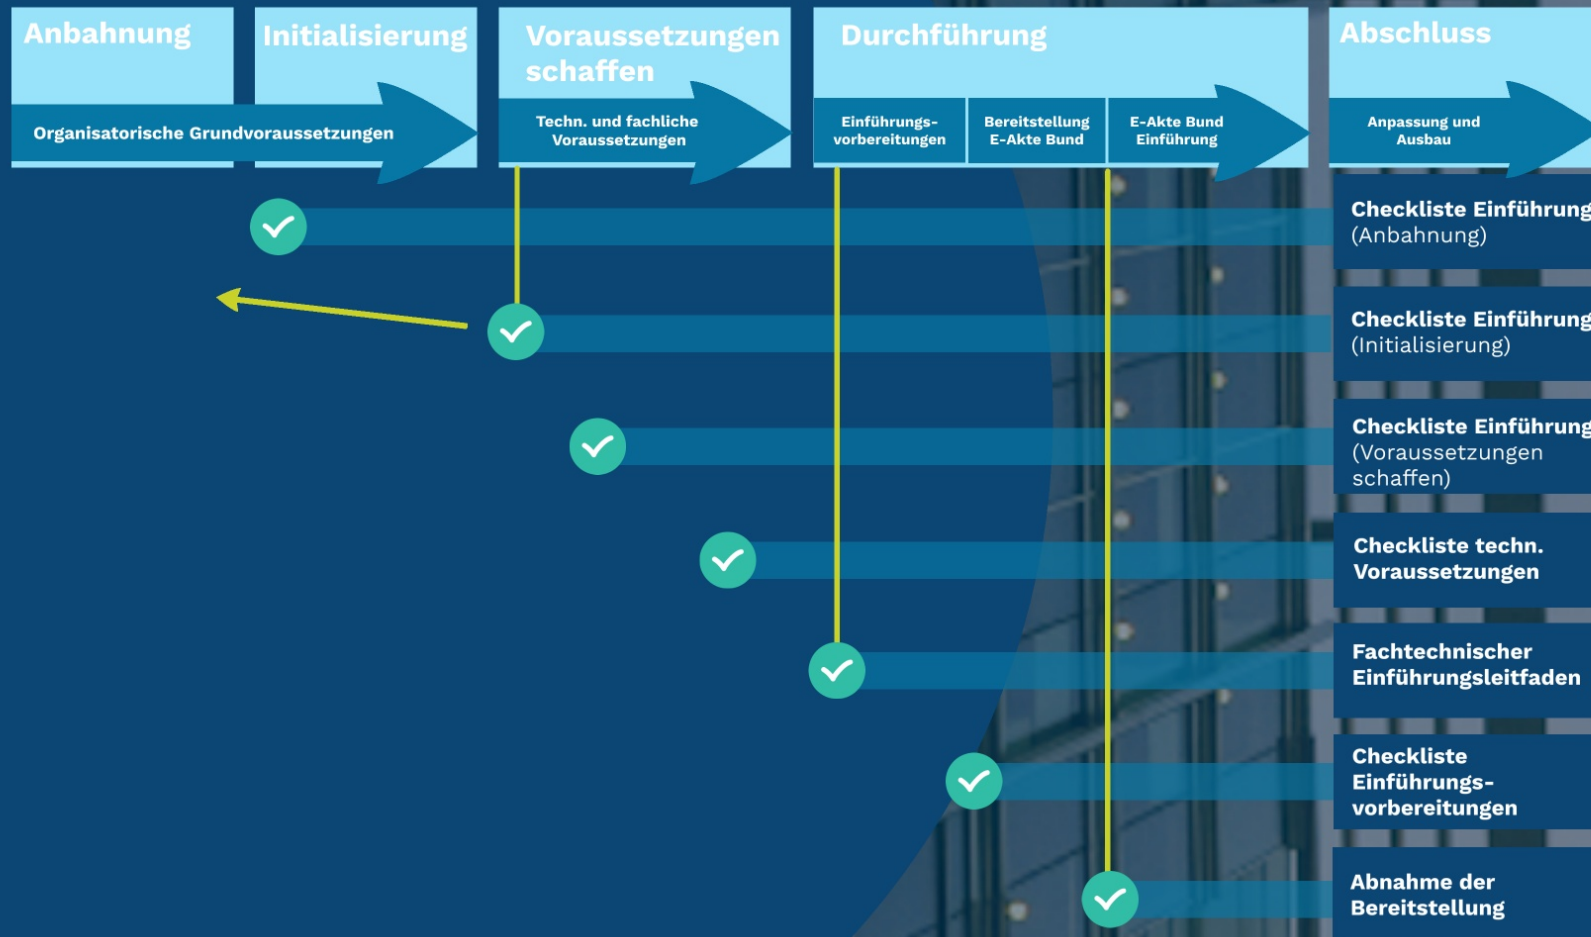 Anbahnung
Initialisierung
Voraussetzungen
schaffen
Durchführung
Abschluss
Organisatorische Grundvoraussetzungen
Techn. und fachliche
Voraussetzungen
Einführungs-
vorbereitungen
Bereitstellung
E-Akte Bund
E-Akte Bund
Einführung
Anpassung und
Ausbau
Checkliste Einführung
(Anbahnung)
Checkliste Einführung
(Initialisierung)
Checkliste Einführung
(Voraussetzungen
schaffen)
Checkliste techn.
Voraussetzungen
Fachtechnischer
Einführungsleitfaden
Checkliste
Einführungs-
vorbereitungen
Abnahme der
Bereitstellung